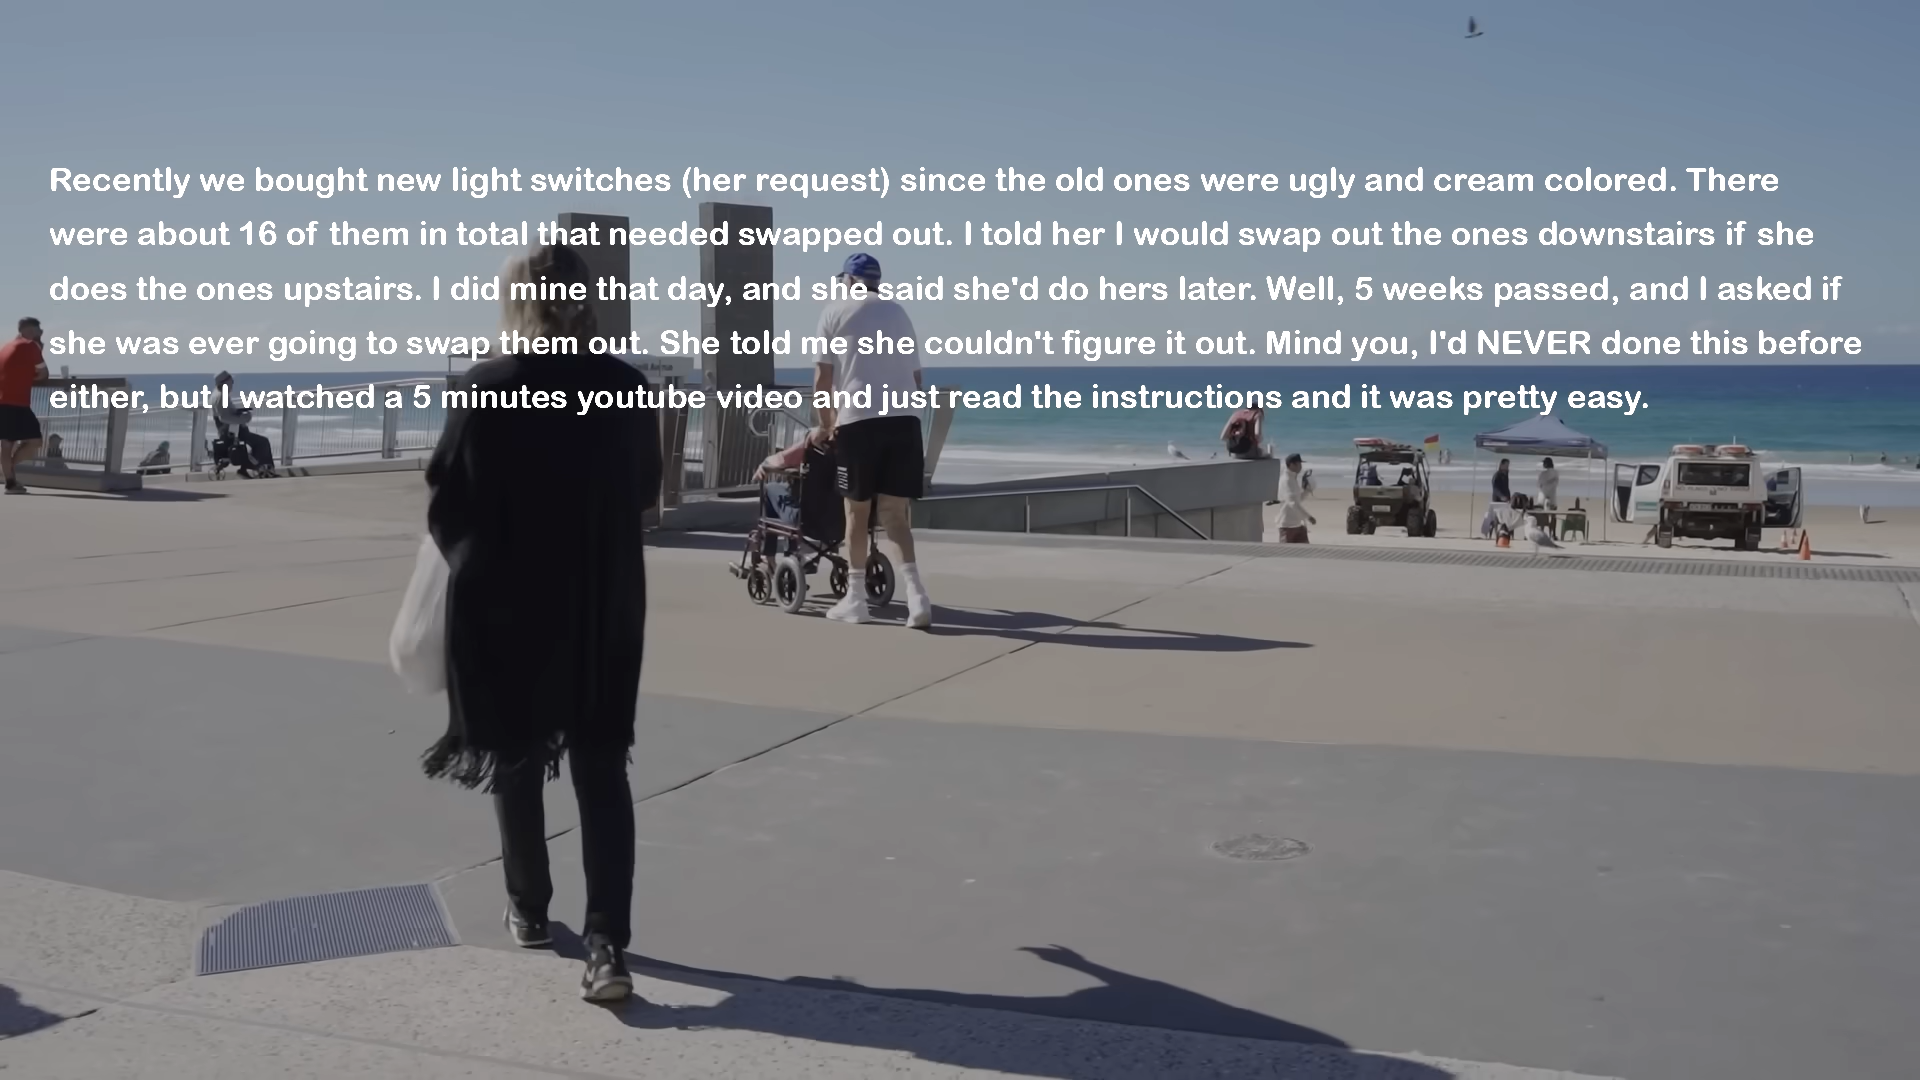 Recently we bought new light switches (her request) since the old ones were ugly and cream colored. There
were about 16 of them in total that needed swapped out. I told her I would swap out the ones downstairs if she
does the ones upstairs. I did mine that day, and she said she'd do hers later. Well, 5 weeks passed, and I asked if
she was ever going to swap them out. She told me she couldn't figure it out. Mind you, I'd NEVER done this before
either, but I watched a 5 minutes youtube video and just read the instructions and it was pretty easy.